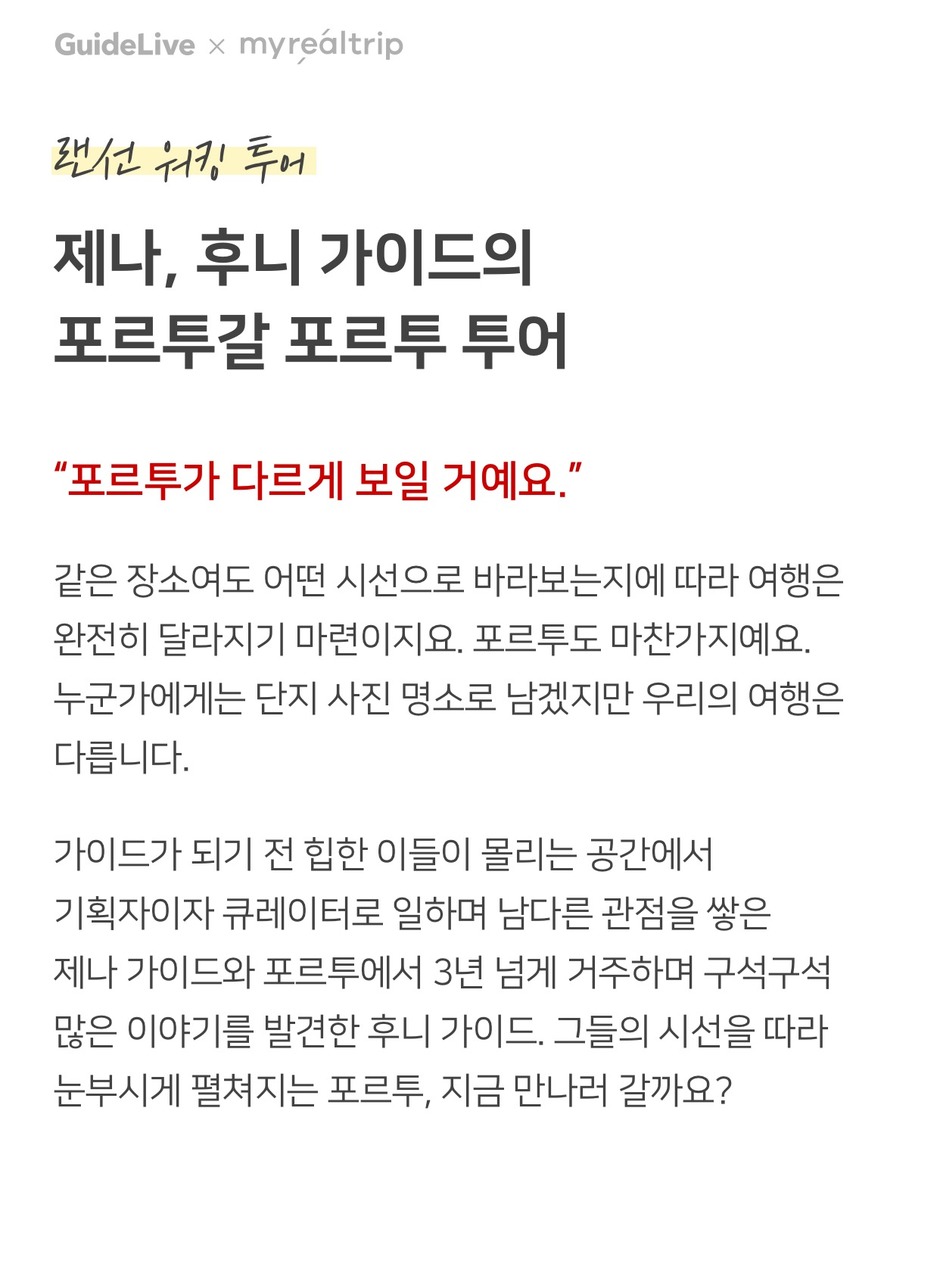 GuideLive × myreáltrip
랜선 워킹 투어
제나, 후니 가이드의
포르투갈 포르투 투어
“포르투가 다르게 보일 거예요.”
같은 장소여도 어떤 시선으로 바라보는지에 따라 여행은
완전히 달라지기 마련이지요. 포르투도 마찬가지예요.
누군가에게는 단지 사진 명소로 남겠지만 우리의 여행은
다릅니다.
가이드가 되기 전 힙한 이들이 몰리는 공간에서
기획자이자 큐레이터로 일하며 남다른 관점을 쌓은
제나 가이드와 포르투에서 3년 넘게 거주하며 구석구석
많은 이야기를 발견한 후니 가이드. 그들의 시선을 따라
눈부시게 펼쳐지는 포르투, 지금 만나러 갈까요?